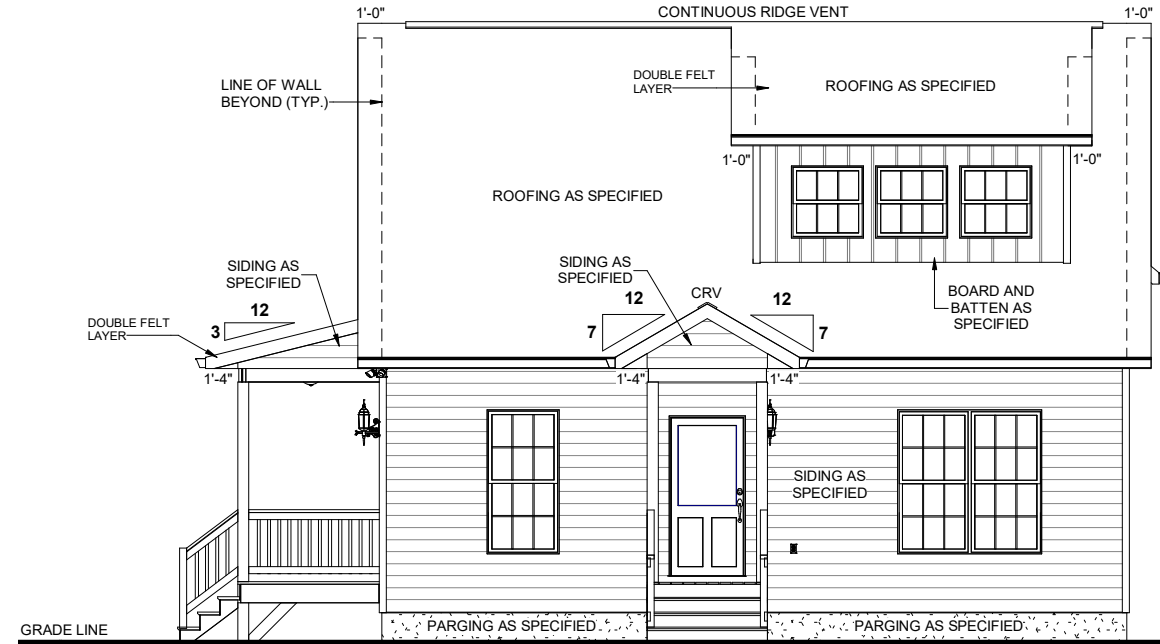 1'-0"
CONTINUOUS RIDGE VENT
1'-0"
LINE OF WALL
BEYOND (TYP.)
DOUBLE FELT
LAYER
ROOFING AS SPECIFIED
1'-0"
1'-0"
ROOFING AS SPECIFIED
SIDING AS
SPECIFIED
SIDING AS
SPECIFIED
BOARD AND
BATTEN AS
SPECIFIED
DOUBLE FELT
LAYER
12
3
12
7
CRV
12
7
1'-4"
1'-4"
1'-4"
SIDING AS
SPECIFIED
GRADE LINE
PARGING AS SPECIFIED
PARGING AS SPECIFIED